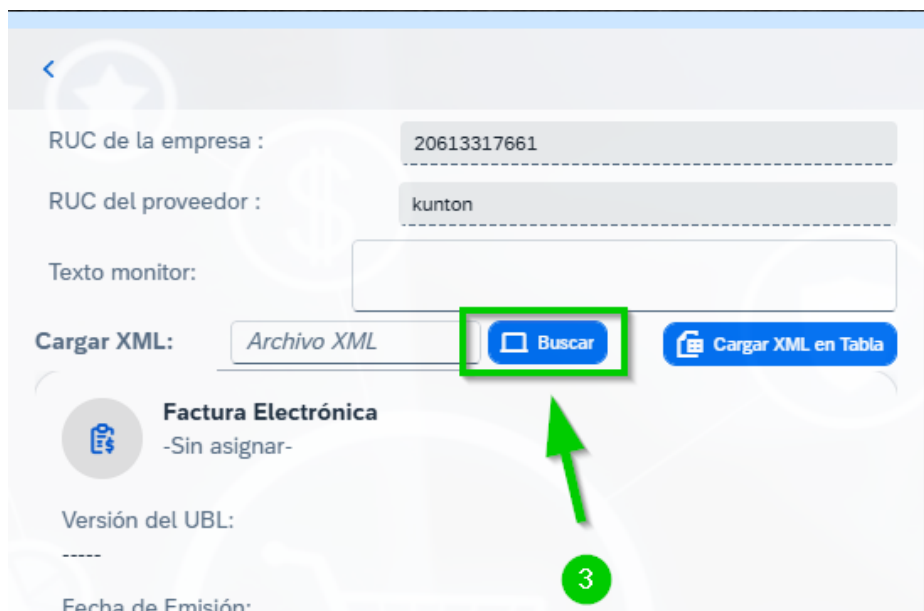 RUC de la empresa : 20613317661
RUC del proveedor : kunton
Texto monitor:
Cargar XML: Archivo XML Buscar Cargar XML en Tabla
Factura Electrónica
-Sin asignar-
Versión del UBL:
-----
3
Fecha de Emisión: